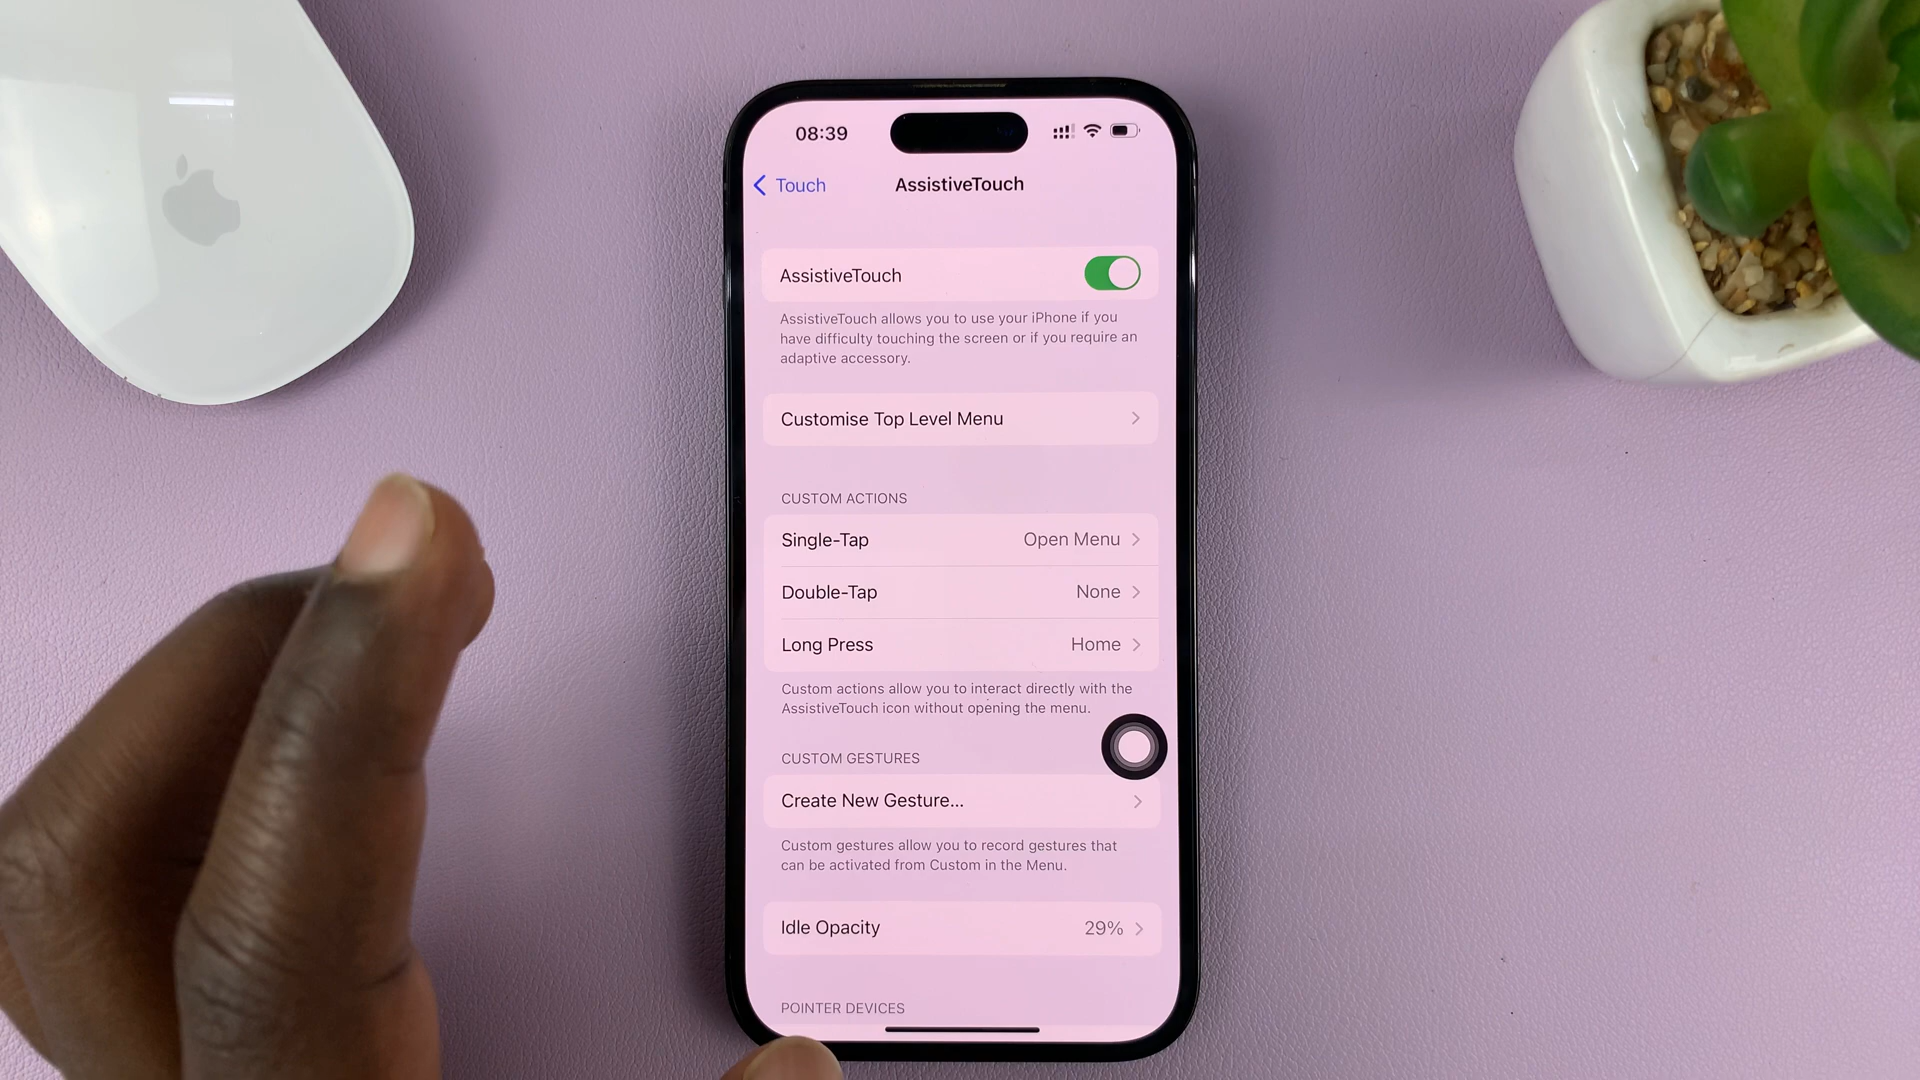 08:39
Touch
AssistiveTouch
AssistiveTouch
AssistiveTouch allows you to use your iPhone if you
have difficulty touching the screen or if you require an
adaptive accessory.
Customise Top Level Menu
CUSTOM ACTIONS
Single-Tap Open Menu
Double-Tap None
Long Press Home
Custom actions allow you to interact directly with the
AssistiveTouch icon without opening the menu.
CUSTOM GESTURES
Create New Gesture...
Custom gestures allow you to record gestures that
can be activated from Custom in the Menu.
Idle Opacity 29%
POINTER DEVICES